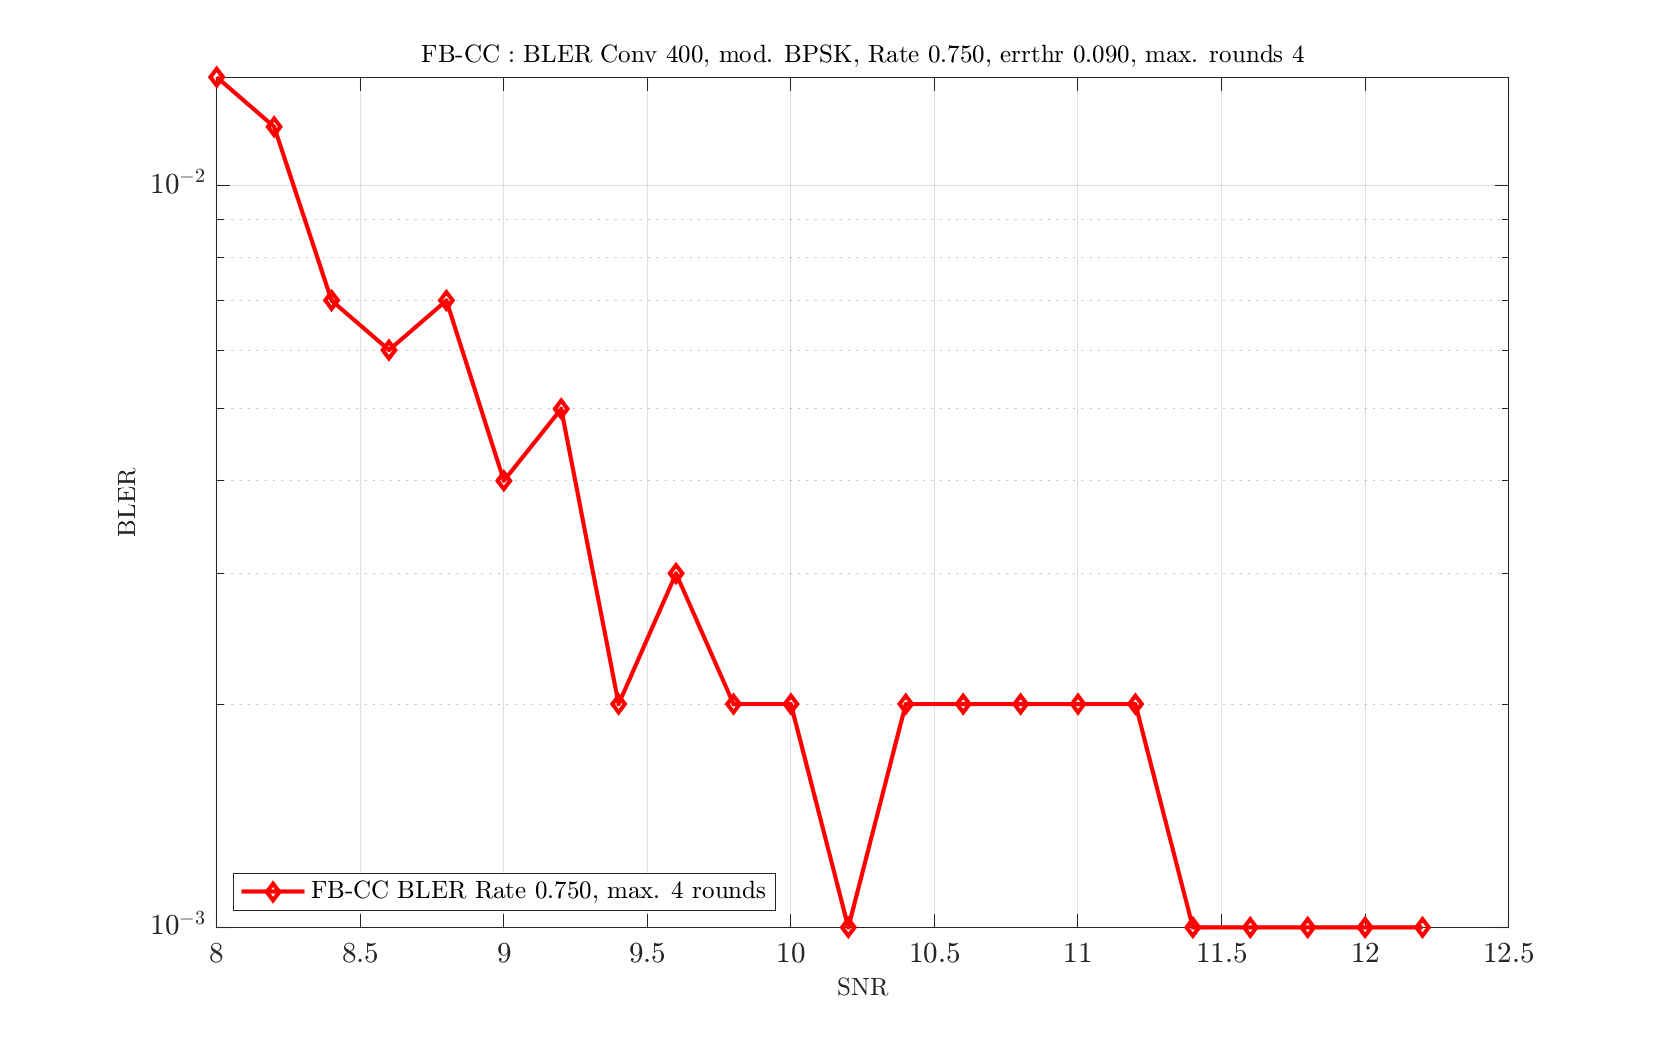 FB-CC : BLER Conv 400, mod. BPSK, Rate 0.750, errthr 0.090, max. rounds 4
10^{-2}
BLER
FB-CC BLER Rate 0.750, max. 4 rounds
10^{-3}
8 8.5 9 9.5 10 10.5 11 11.5 12 12.5
SNR